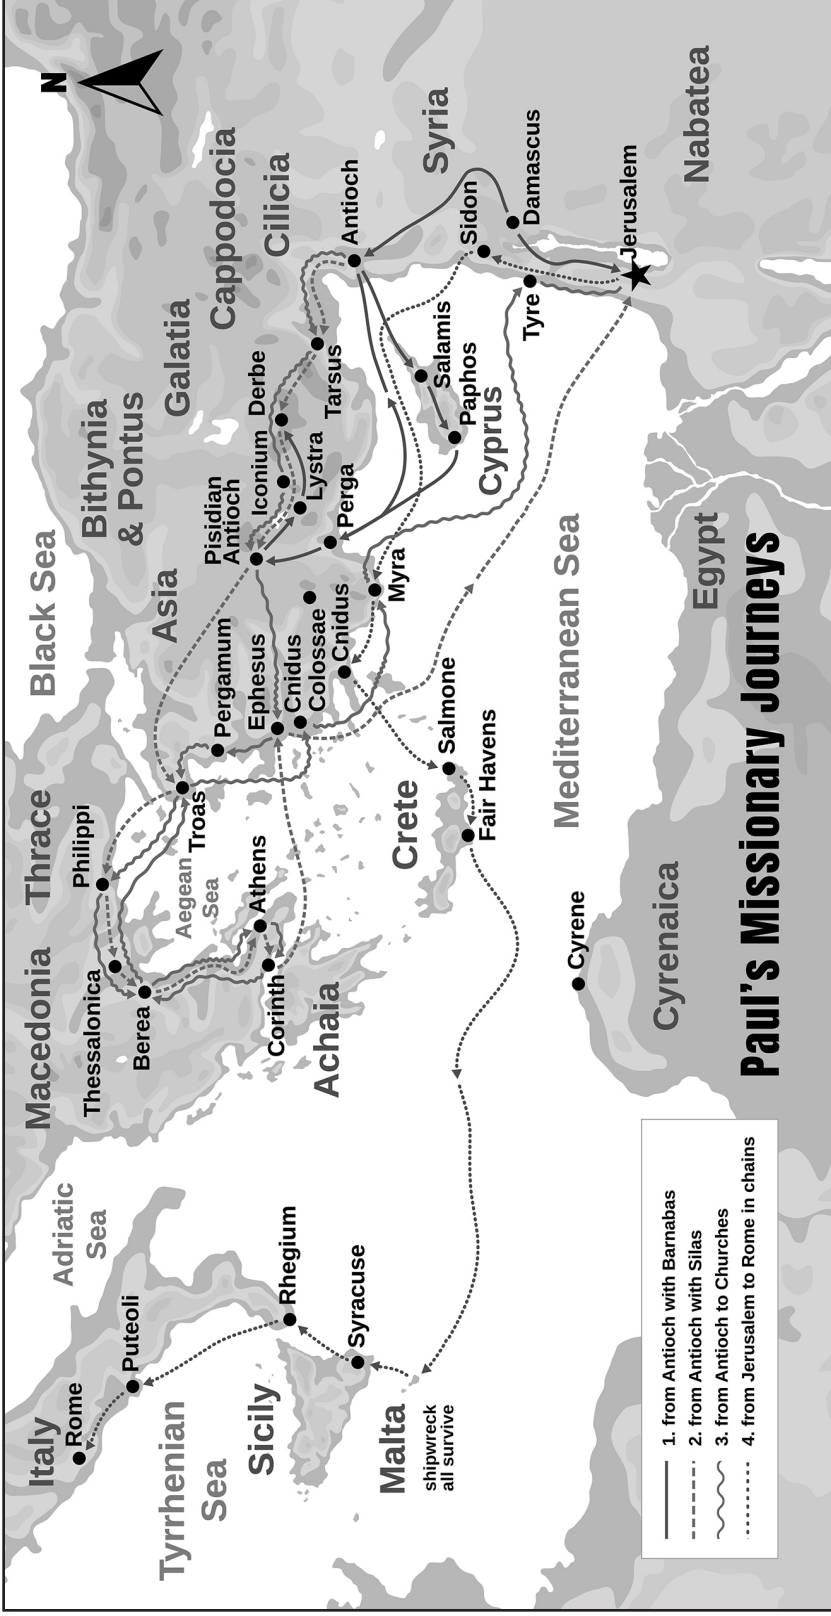 N
Black Sea
Adriatic
Sea
Tyrrhenian
Sea
Aegean
Sea
Mediterranean Sea
Italy
Rome
Puteoli
Rhegium
Sicily
Syracuse
Malta
shipwreck
all survive
Macedonia
Thrace
Philippi
Thessalonica
Berea
Athens
Corinth
Achaia
Troas
Pergamum
Ephesus
Cnidus
Colossae
Cnidus
Asia
Bithynia
& Pontus
Galatia
Cappodocia
Cilicia
Pisidian
Antioch
Iconium
Derbe
Lystra
Tarsus
Perga
Myra
Antioch
Syria
Salamis
Paphos
Cyprus
Sidon
Damascus
Tyre
Jerusalem
Nabatea
Crete
Salmone
Fair Havens
Cyrene
Cyrenaica
Egypt
Paul's Missionary Journeys
1. from Antioch with Barnabas
2. from Antioch with Silas
3. from Antioch to Churches
4. from Jerusalem to Rome in chains